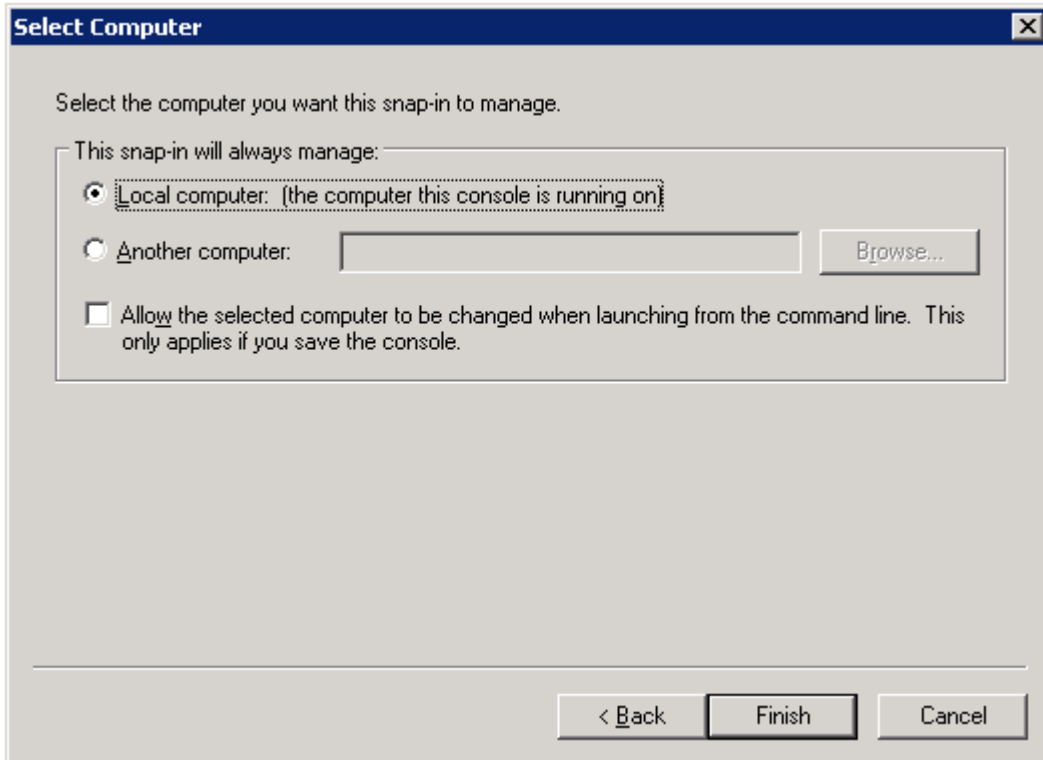 Select Computer
Select the computer you want this snap-in to manage.
This snap-in will always manage:
Local computer:  (the computer this console is running on)
Another computer:
Browse...
Allow the selected computer to be changed when launching from the command line.  This
only applies if you save the console.
< Back
Finish
Cancel